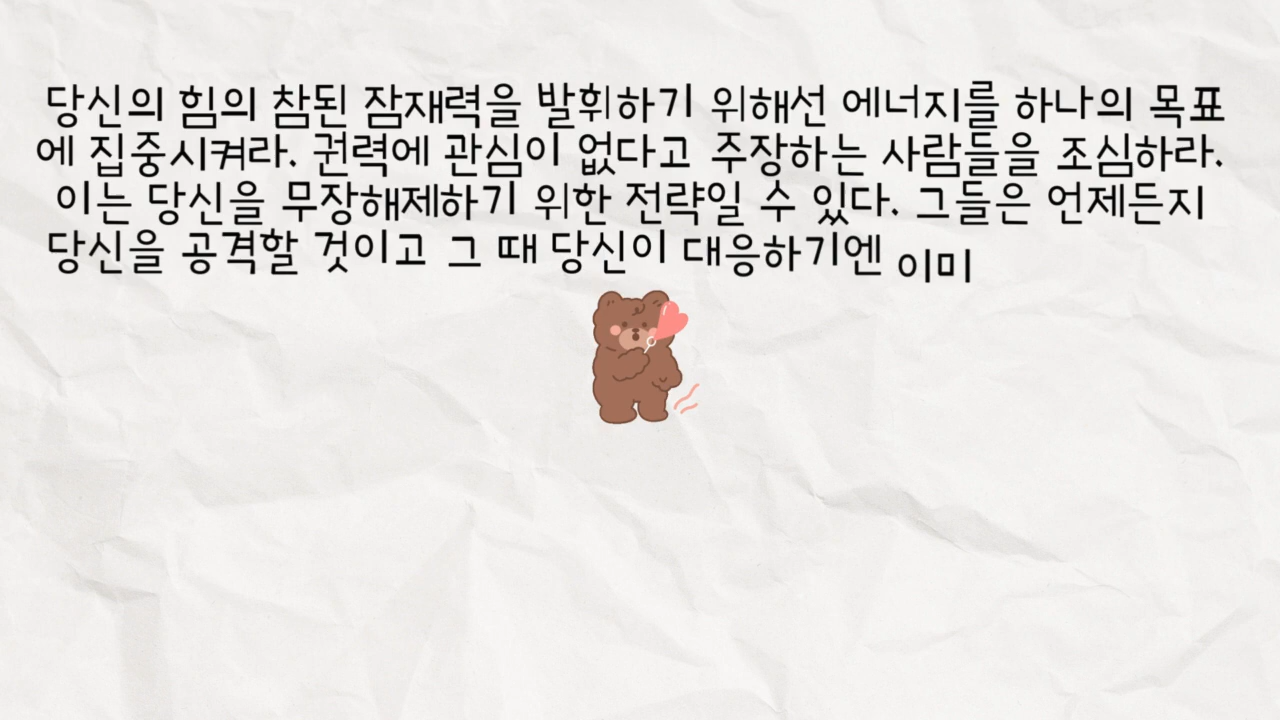 당신의 힘의 참된 잠재력을 발휘하기 위해선 에너지를 하나의 목표
에 집중시켜라. 권력에 관심이 없다고 주장하는 사람들을 조심하라.
이는 당신을 무장해제하기 위한 전략일 수 있다. 그들은 언제든지
당신을 공격할 것이고 그 때 당신이 대응하기엔 이미